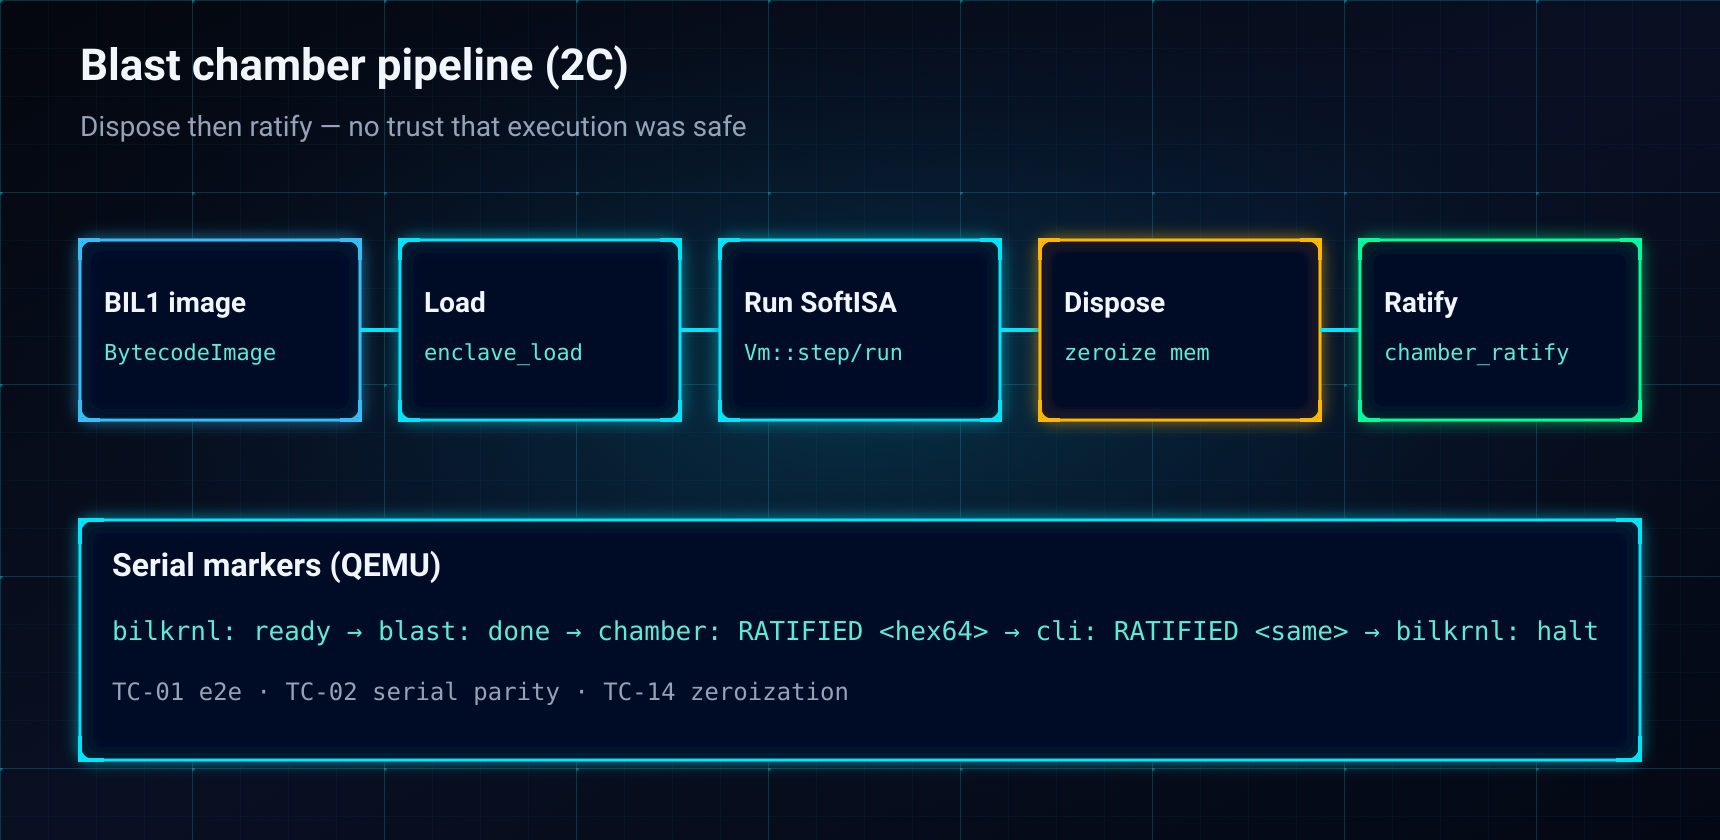 Blast chamber pipeline (2C)
Dispose then ratify — no trust that execution was safe
BIL1 image
BytecodeImage
Load
enclave_load
Run SoftISA
Vm::step/run
Dispose
zeroize mem
Ratify
chamber_ratify
Serial markers (QEMU)
bilkrnl: ready → blast: done → chamber: RATIFIED <hex64> → cli: RATIFIED <same> → bilkrnl: halt
TC-01 e2e · TC-02 serial parity · TC-14 zeroization